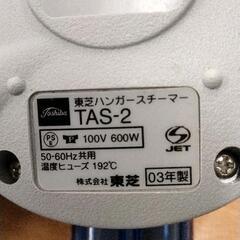 Toshiba
東芝ハンガースチーマー
TAS-2
PS E
100V 600W
JET
50-60Hz共用
温度ヒューズ 192℃
株式会社 東芝 03年製